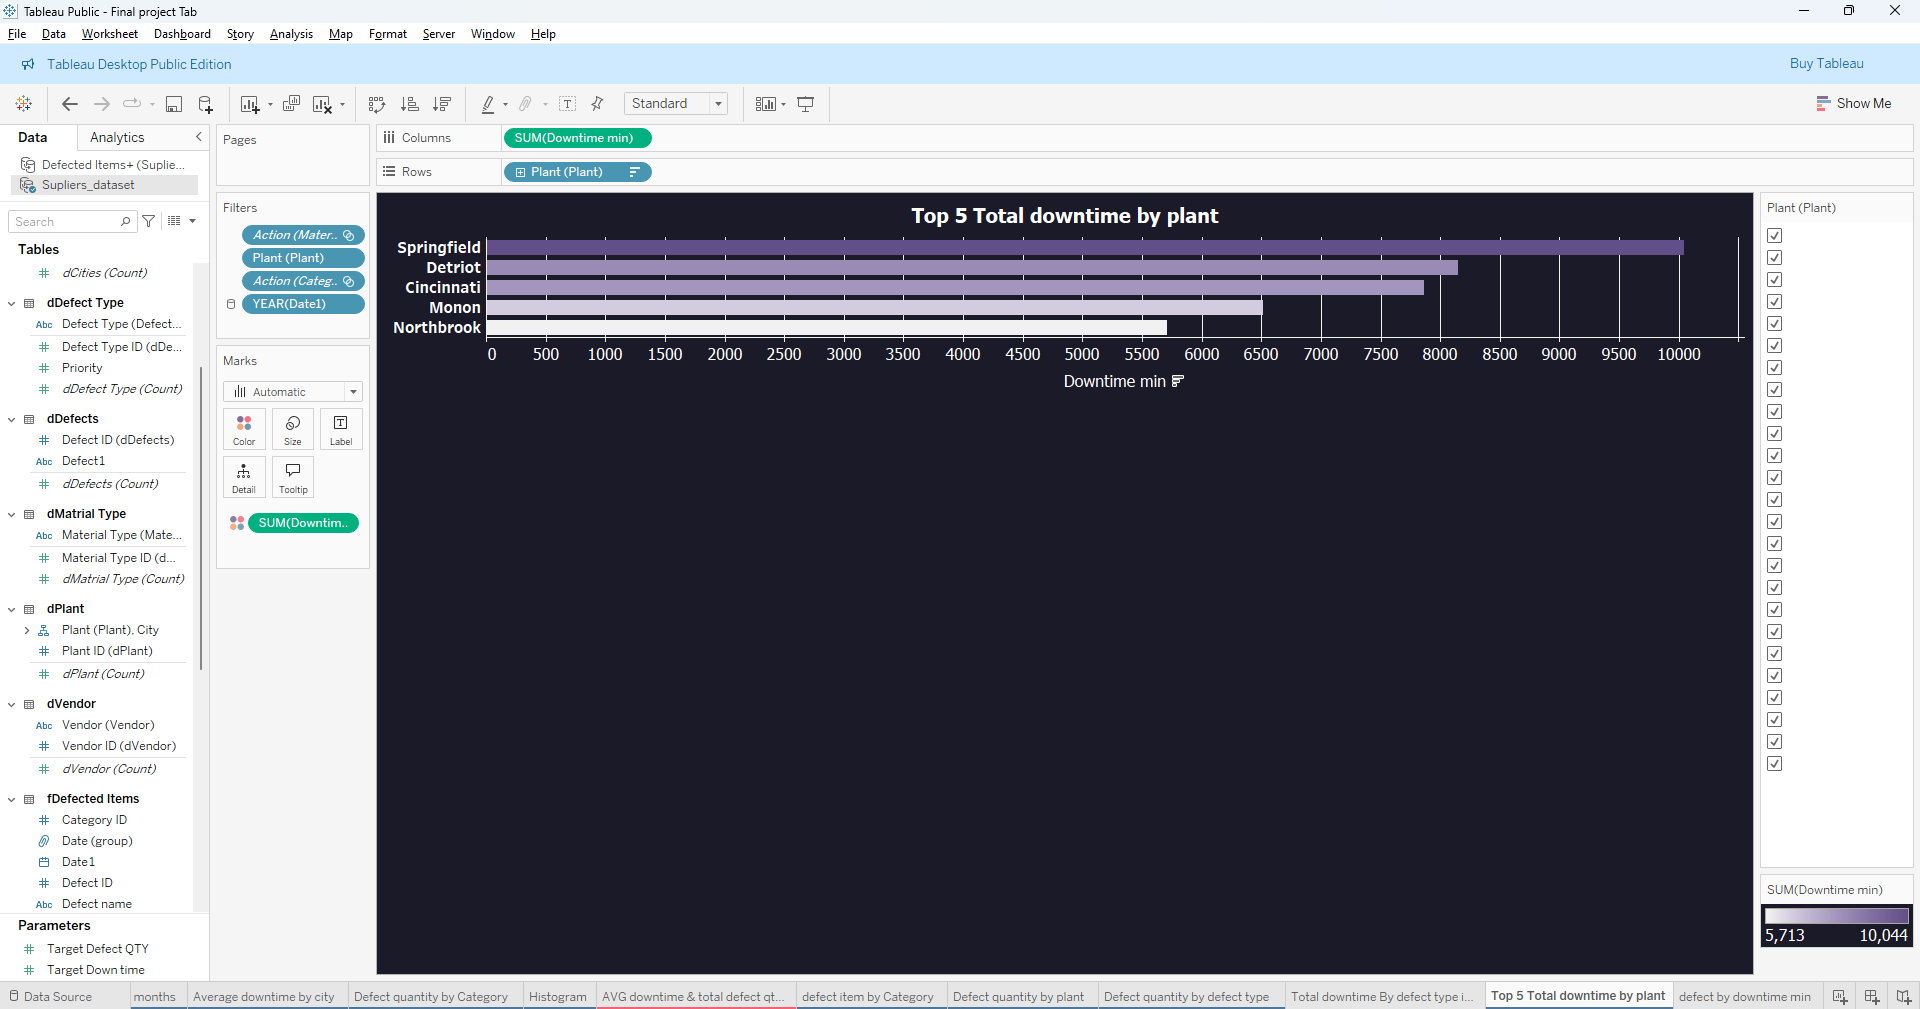 Tableau Public - Final project Tab
File Data Worksheet Dashboard Story Analysis Map Format Server Window Help
Tableau Desktop Public Edition
Buy Tableau
Standard
Show Me
Data
Analytics
Defected Items+ (Suplie...
Supliers_dataset
Search
Tables
dCities (Count)
dDefect Type
Abc Defect Type (Defect...
Defect Type ID (dDe...
Priority
dDefect Type (Count)
dDefects
Defect ID (dDefects)
Abc Defect1
dDefects (Count)
dMatrial Type
Abc Material Type (Mate...
Material Type ID (d...
dMatrial Type (Count)
dPlant
Plant (Plant), City
Plant ID (dPlant)
dPlant (Count)
dVendor
Abc Vendor (Vendor)
Vendor ID (dVendor)
dVendor (Count)
fDefected Items
Category ID
Date (group)
Date1
Defect ID
Abc Defect name
Parameters
Target Defect QTY
Target Down time
Pages
Filters
Action (Mater..
Plant (Plant)
Action (Categ..
YEAR(Date1)
Marks
Automatic
Color Size Label
Detail Tooltip
SUM(Downtim..
Columns
SUM(Downtime min)
Rows
Plant (Plant)
Top 5 Total downtime by plant
Springfield
Detriot
Cincinnati
Monon
Northbrook
0 500 1000 1500 2000 2500 3000 3500 4000 4500 5000 5500 6000 6500 7000 7500 8000 8500 9000 9500 10000
Downtime min
Plant (Plant)
SUM(Downtime min)
5,713 10,044
Data Source
months
Average downtime by city
Defect quantity by Category
Histogram
AVG downtime & total defect qt...
defect item by Category
Defect quantity by plant
Defect quantity by defect type
Total downtime By defect type i...
Top 5 Total downtime by plant
defect by downtime min